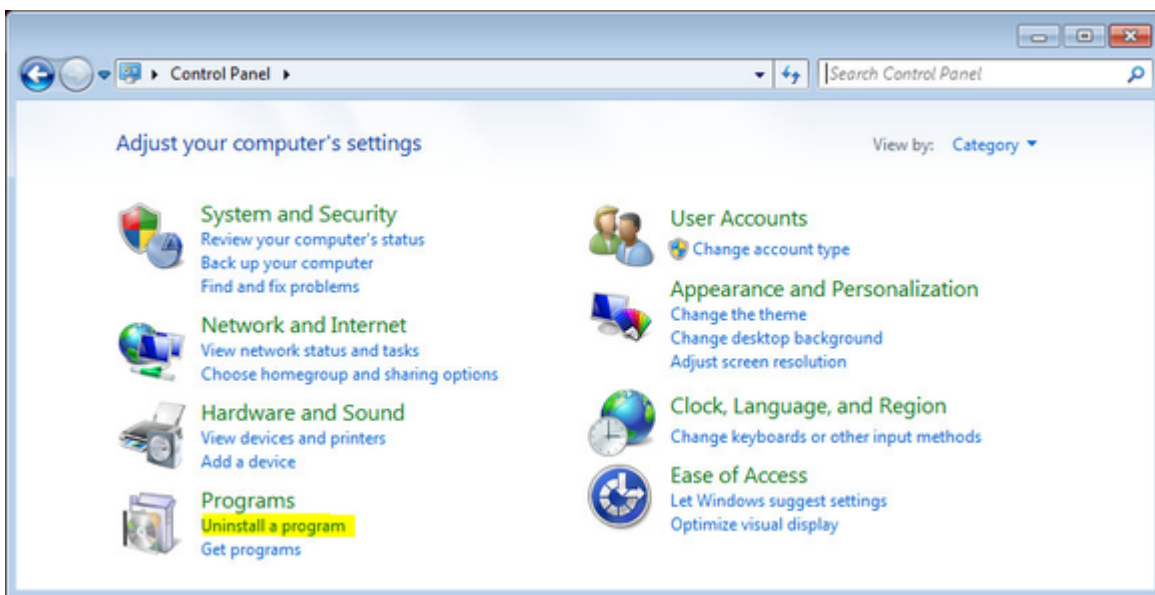 Control Panel
Search Control Panel
Adjust your computer's settings
View by: Category
System and Security
Review your computer's status
Back up your computer
Find and fix problems
Network and Internet
View network status and tasks
Choose homegroup and sharing options
Hardware and Sound
View devices and printers
Add a device
Programs
Uninstall a program
Get programs
User Accounts
Change account type
Appearance and Personalization
Change the theme
Change desktop background
Adjust screen resolution
Clock, Language, and Region
Change keyboards or other input methods
Ease of Access
Let Windows suggest settings
Optimize visual display